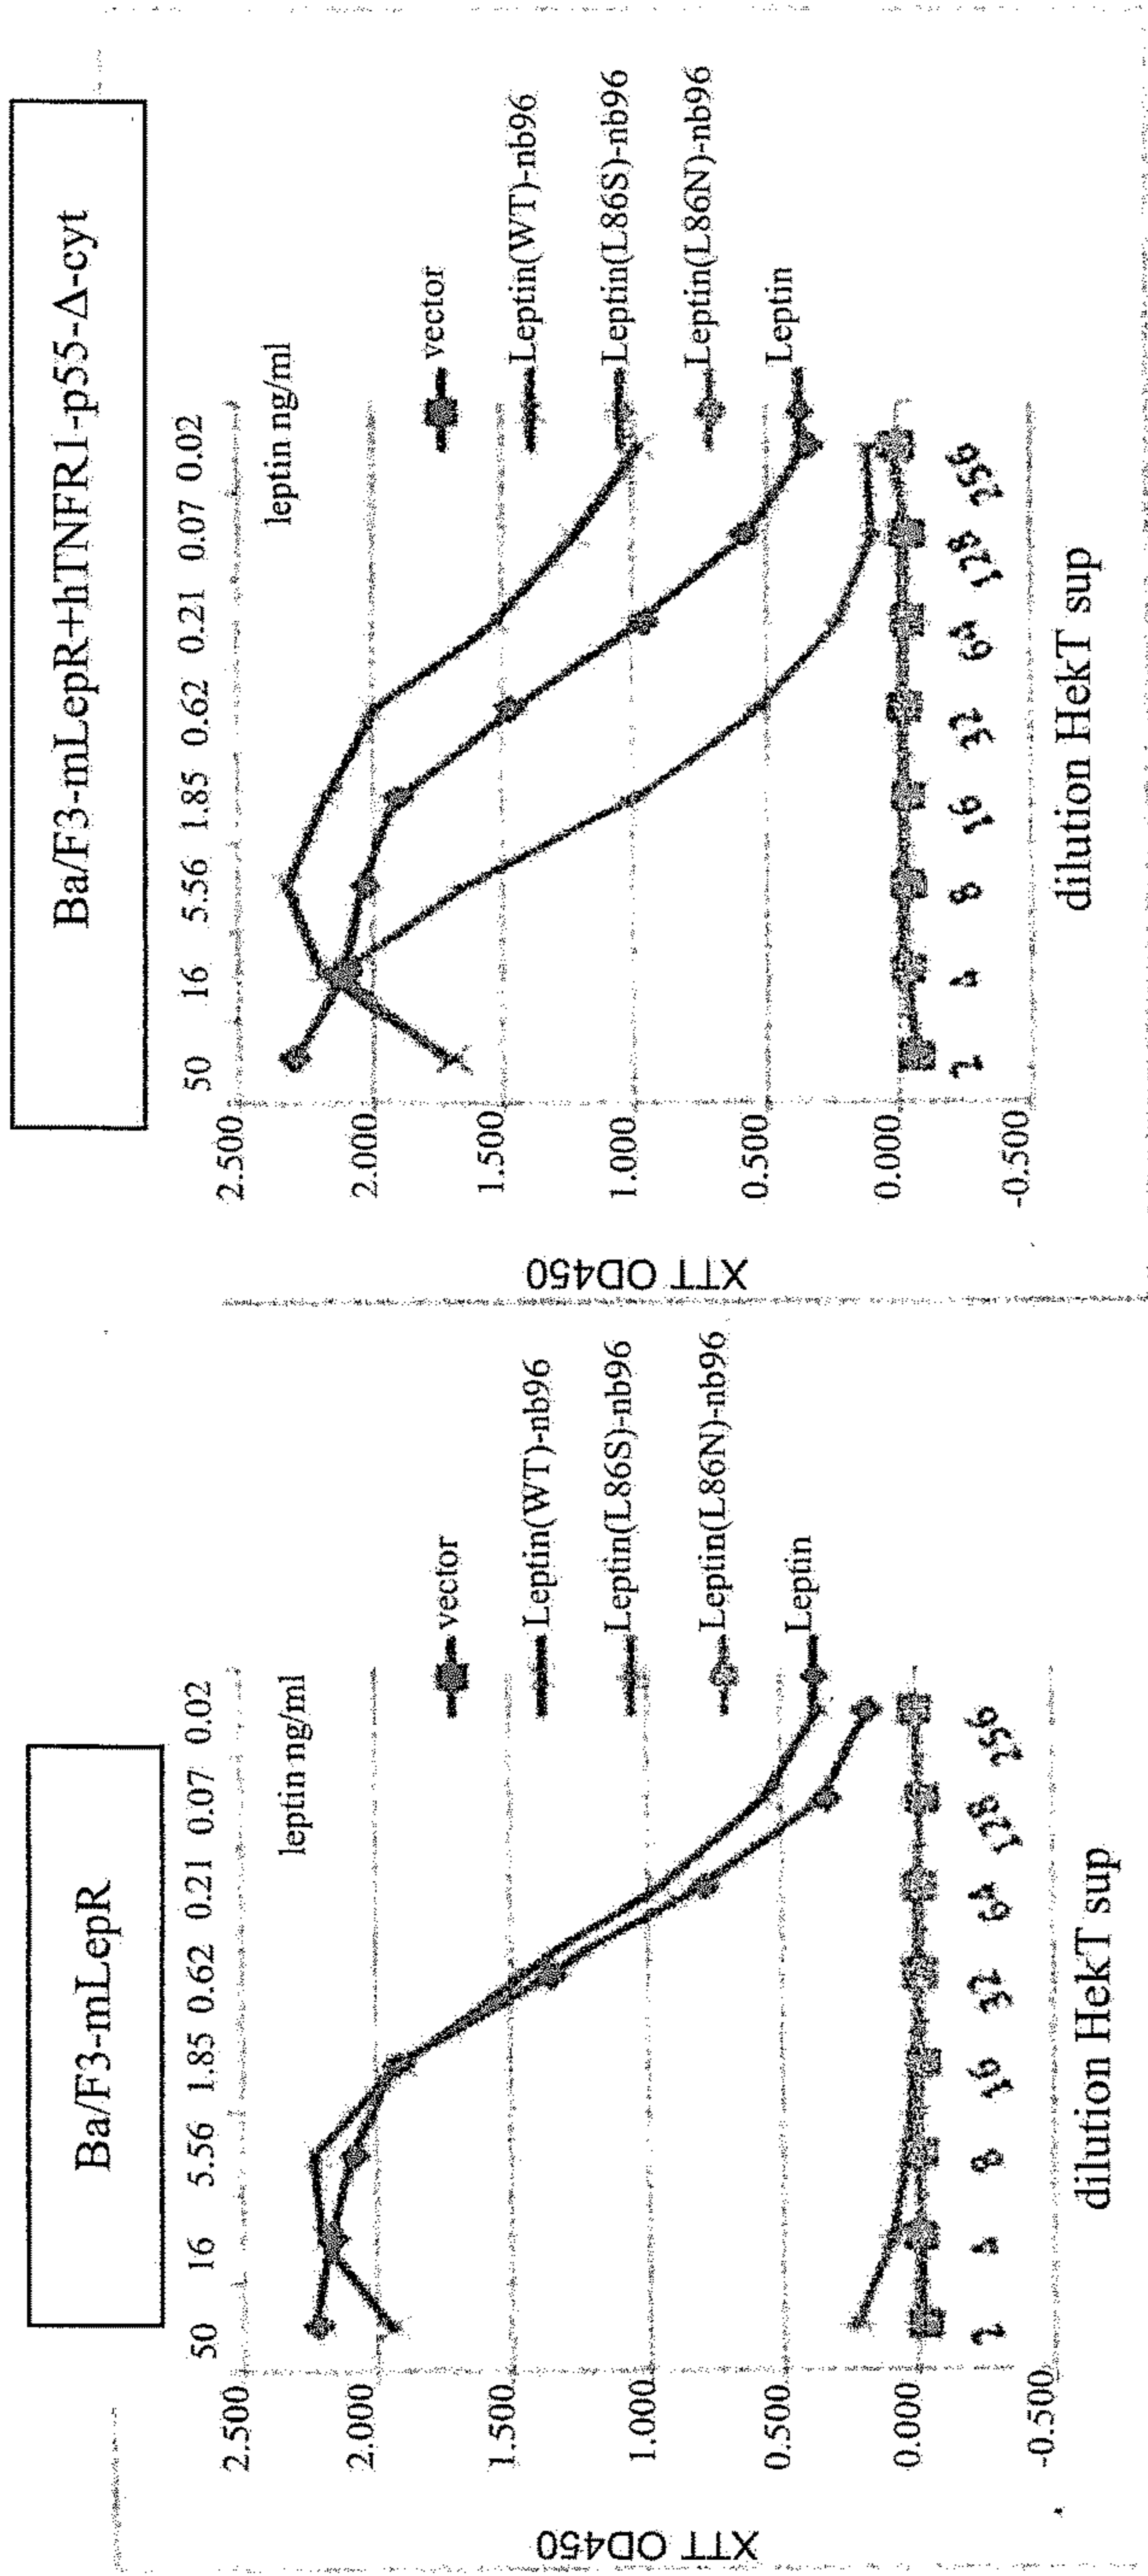 Ba/F3-mLepR
50 16 5.56 1.85 0.62 0.21 0.07 0.02
leptin ng/ml
2.500
2.000
1.500
1.000
0.500
0.000
-0.500
XTT OD450
vector
Leptin(WT)-nb96
Leptin(L86S)-nb96
Leptin(L86N)-nb96
Leptin
2 4 8 16 32 64 128 256
dilution HekT sup
Ba/F3-mLepR+hTNFR1-p55-Δ-cyt
50 16 5.56 1.85 0.62 0.21 0.07 0.02
leptin ng/ml
2.500
2.000
1.500
1.000
0.500
0.000
-0.500
XTT OD450
vector
Leptin(WT)-nb96
Leptin(L86S)-nb96
Leptin(L86N)-nb96
Leptin
2 4 8 16 32 64 128 256
dilution HekT sup